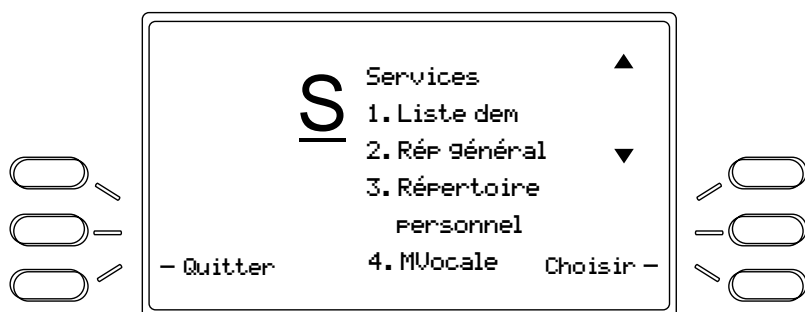 S
Services
1. Liste dem
2. Rép général
3. Répertoire
personnel
4. MVocale
– Quitter
Choisir –